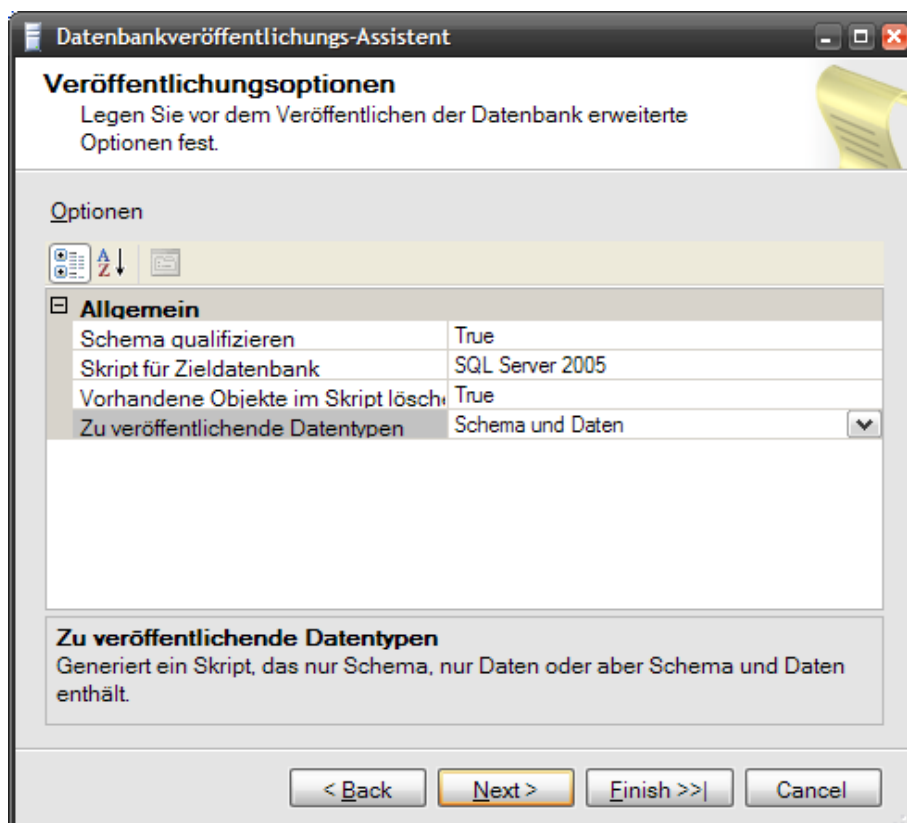 Datenbankveröffentlichungs-Assistent
Veröffentlichungsoptionen
Legen Sie vor dem Veröffentlichen der Datenbank erweiterte
Optionen fest.
Optionen
Allgemein
Schema qualifizieren True
Skript für Zieldatenbank SQL Server 2005
Vorhandene Objekte im Skript lösche True
Zu veröffentlichende Datentypen Schema und Daten
Zu veröffentlichende Datentypen
Generiert ein Skript, das nur Schema, nur Daten oder aber Schema und Daten
enthält.
< Back Next > Finish >>| Cancel